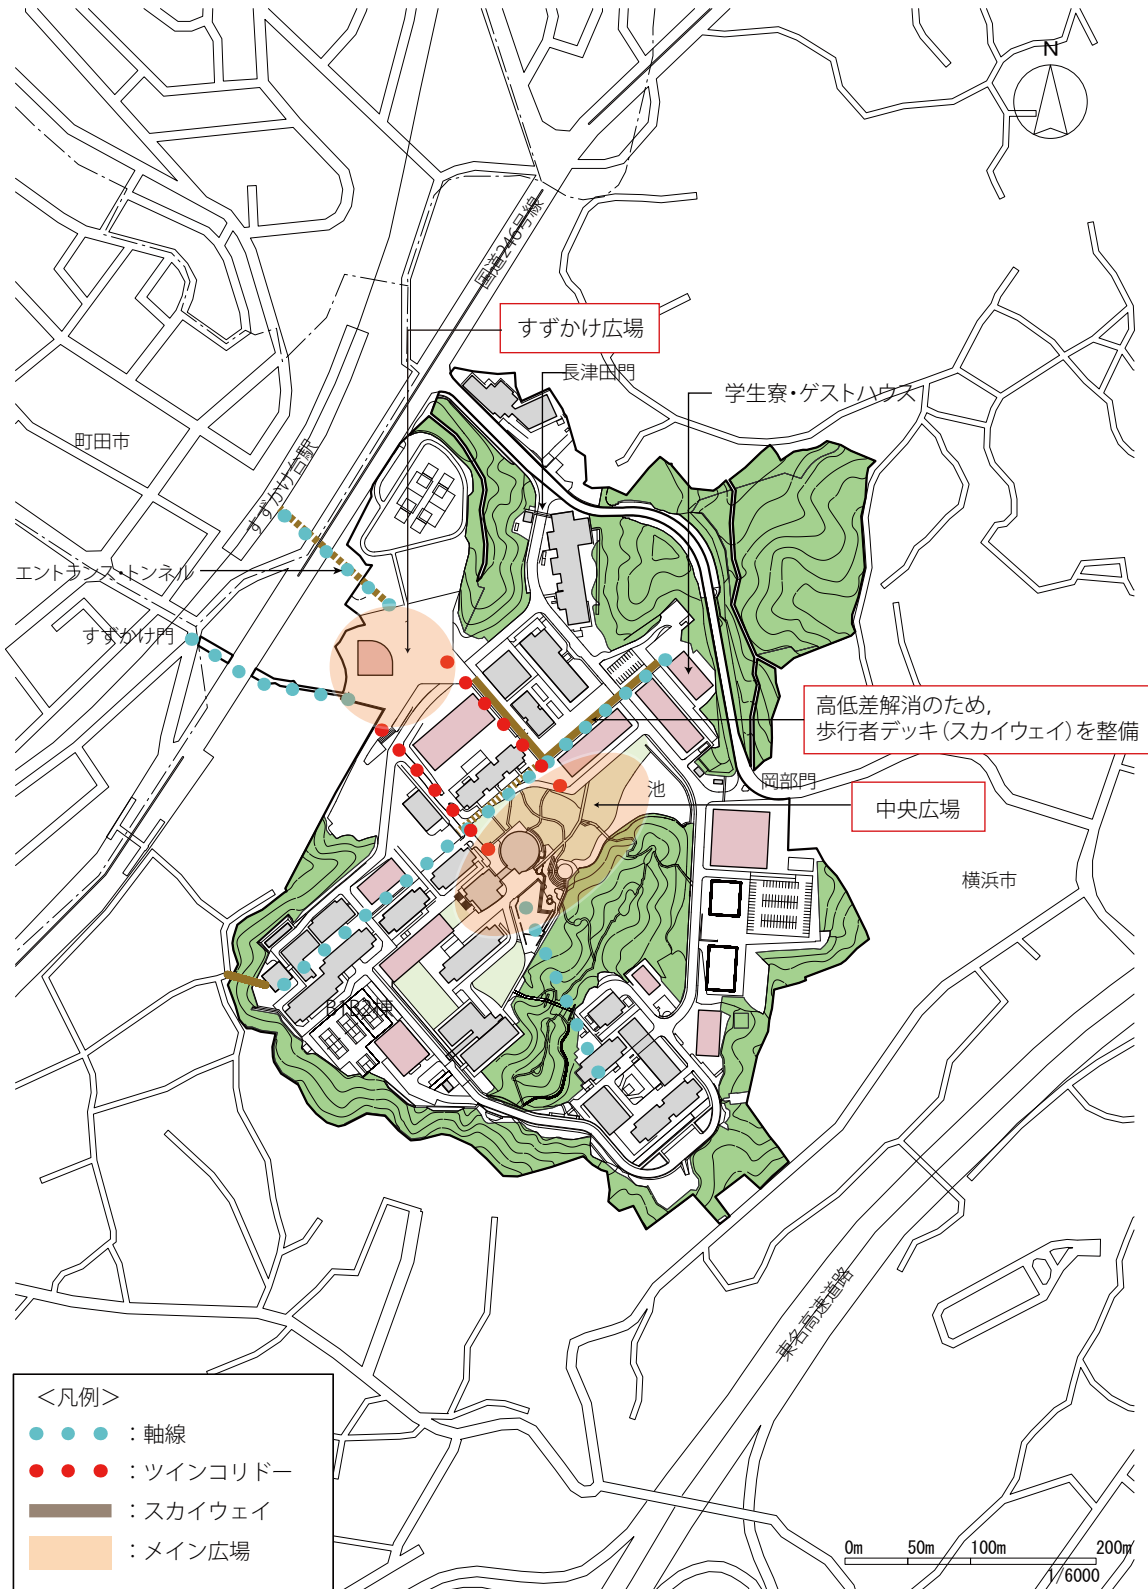 N
国道246号線
すずかけ広場
長津田門
学生寮・ゲストハウス
町田市
すずかけ台駅
エントランス・トンネル
すずかけ門
高低差解消のため,
歩行者デッキ(スカイウェイ)を整備
池
岡部門
中央広場
横浜市
B1B2棟
東名高速道路
＜凡例＞
：軸線
：ツインコリドー
：スカイウェイ
：メイン広場
0m 50m 100m 200m
1/6000